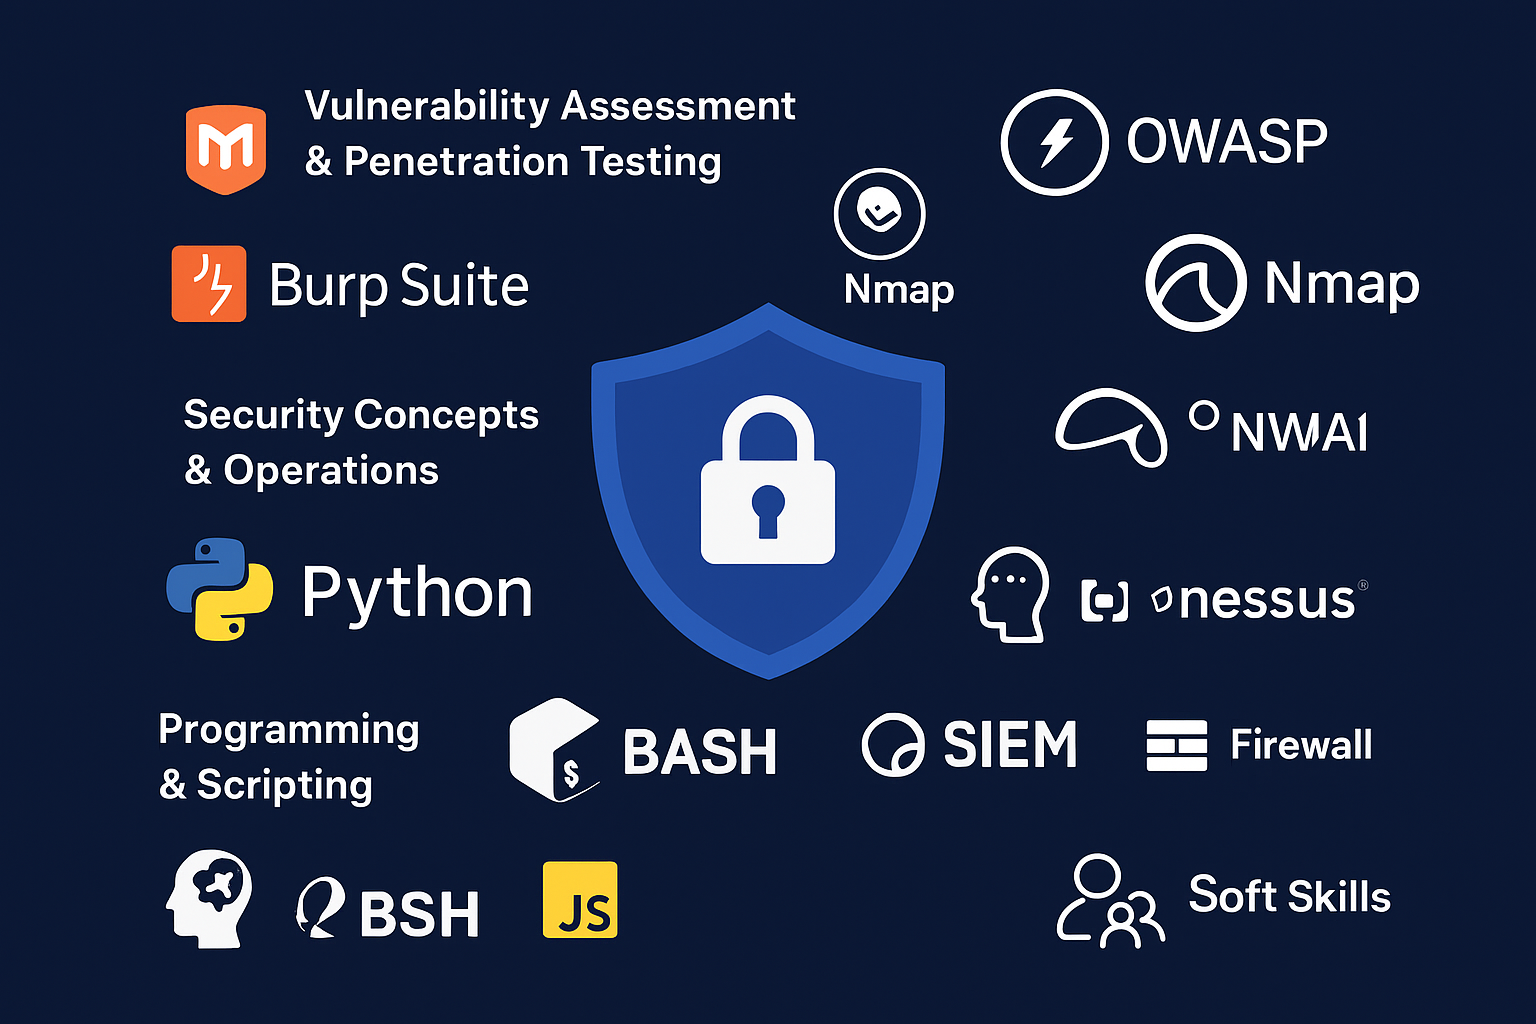 Vulnerability Assessment
& Penetration Testing
OWASP
Nmap
Burp Suite
Nmap
Security Concepts
& Operations
NWA1
Python
nessus®
Programming
& Scripting
$ BASH
SIEM
Firewall
BSH
JS
Soft Skills